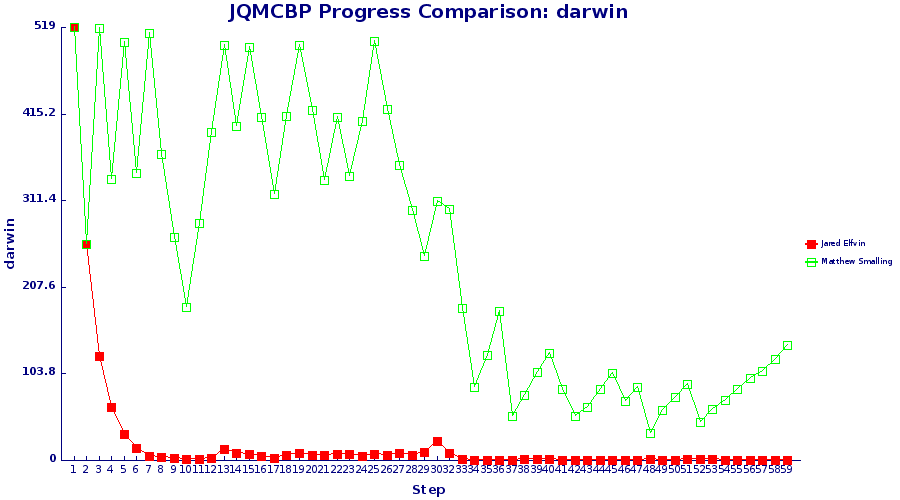 JQMCBP Progress Comparison: darwin
519
415.2
311.4
207.6
103.8
0
darwin
1 2 3 4 5 6 7 8 9 10 11 12 13 14 15 16 17 18 19 20 21 22 23 24 25 26 27 28 29 30 31 32 33 34 35 36 37 38 39 40 41 42 43 44 45 46 47 48 49 50 51 52 53 54 55 56 57 58 59
Step
Jared Elfvin
Matthew Smalling